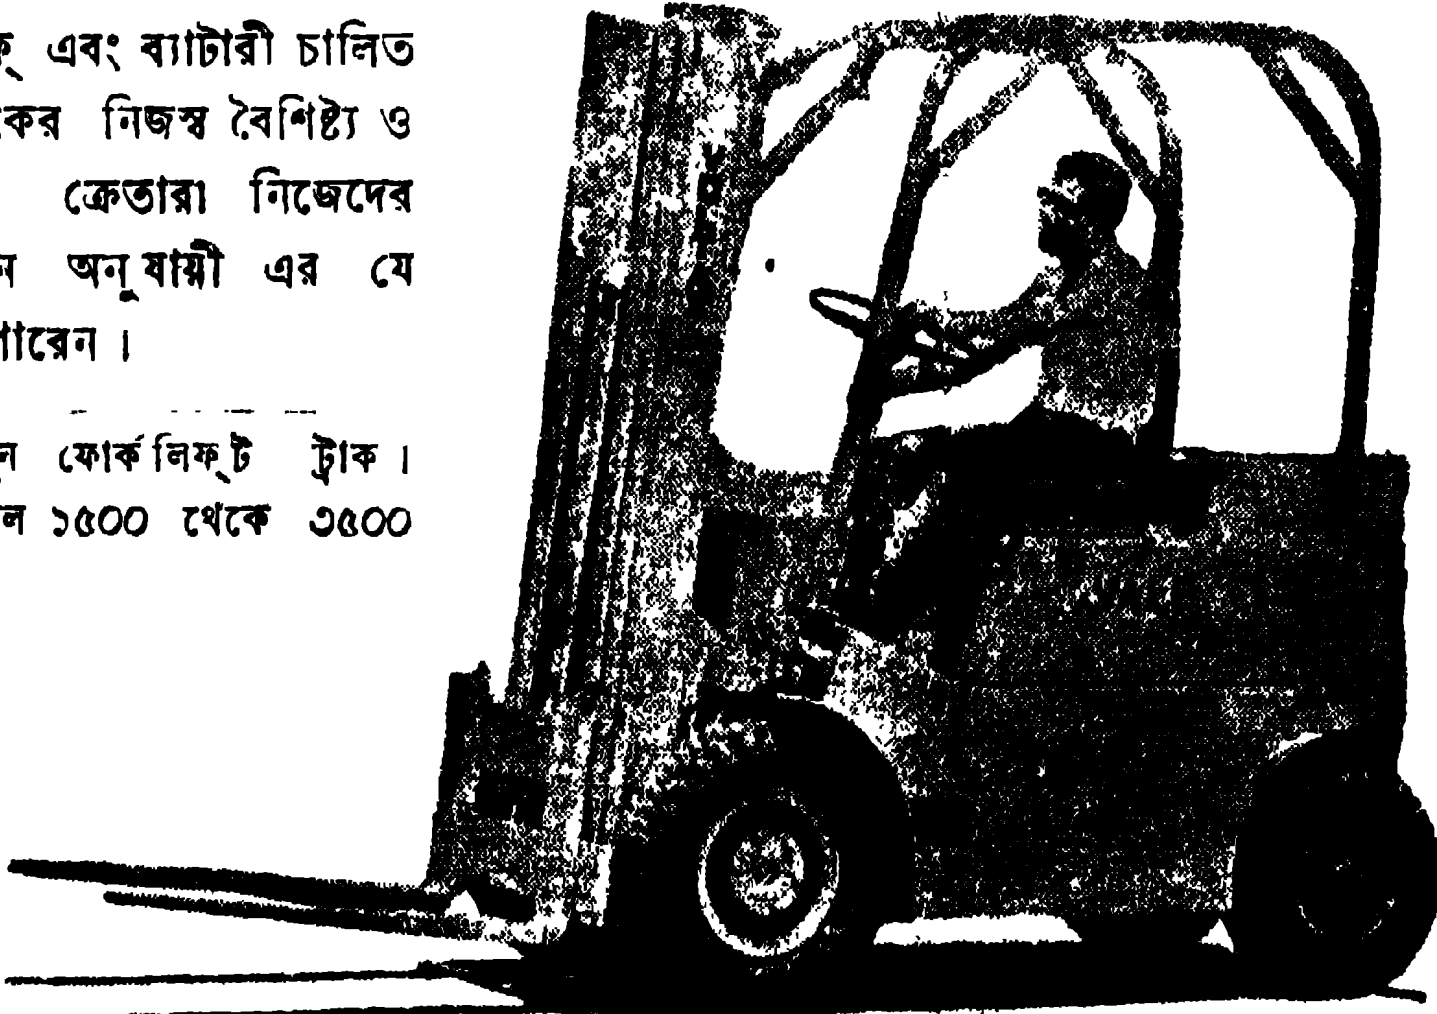 এবং ব্যাটারী চালিত
কের নিজস্ব বৈশিষ্ট্য ও
ক্রেতারা নিজেদের
অনুযায়ী এর যে
পারেন।
ফোর্কলিফ্‌ট ট্রাক।
১৫০০ থেকে ৩৫০০